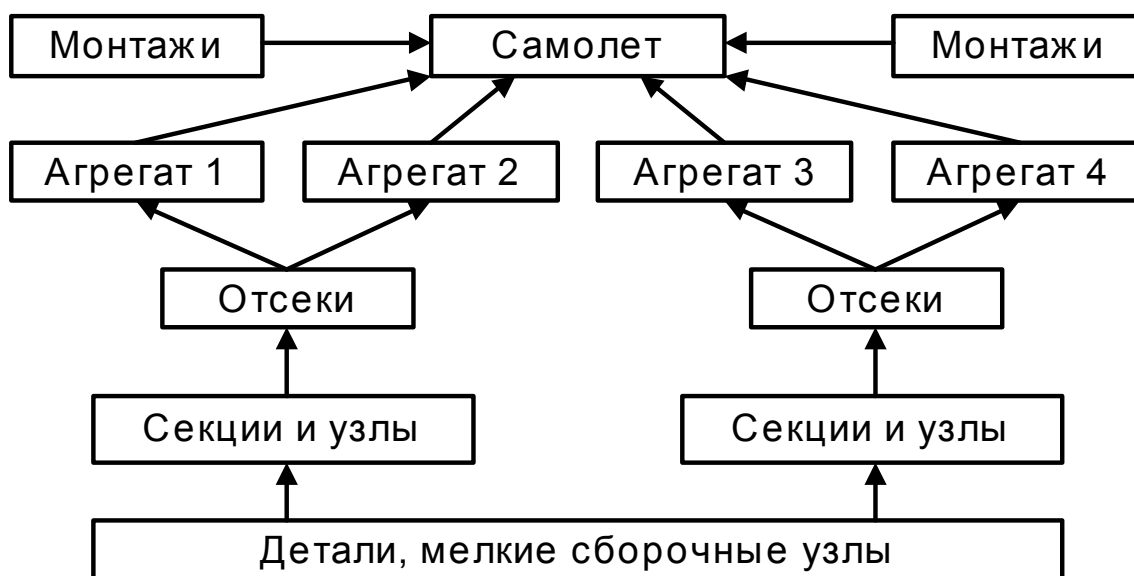 Монтажи
Самолет
Монтажи
Агрегат 1
Агрегат 2
Агрегат 3
Агрегат 4
Отсеки
Отсеки
Секции и узлы
Секции и узлы
Детали, мелкие сборочные узлы